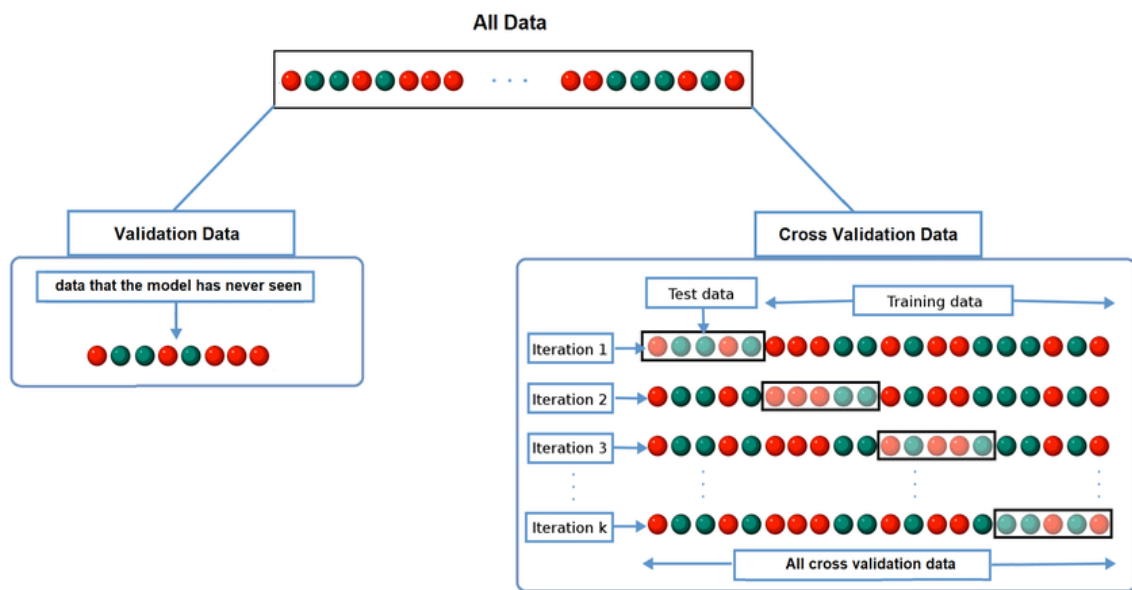 All Data
Validation Data
data that the model has never seen
Cross Validation Data
Test data
Training data
Iteration 1
Iteration 2
Iteration 3
Iteration k
All cross validation data